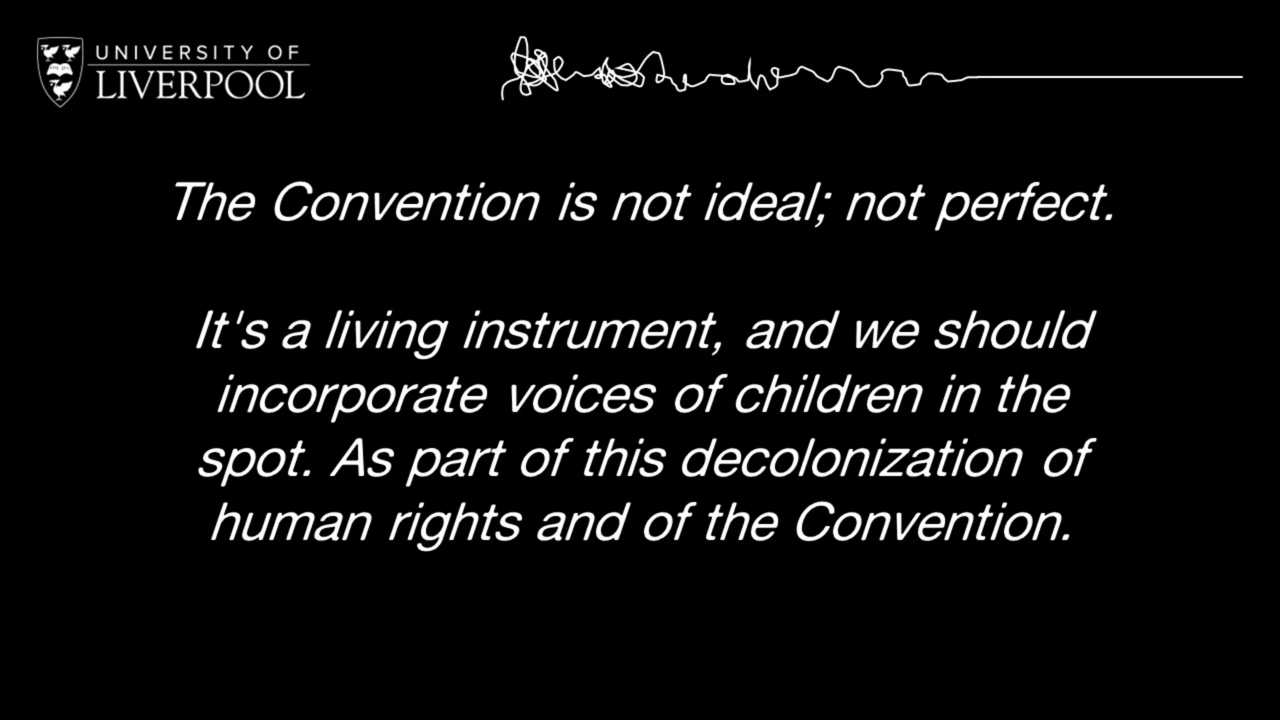 UNIVERSITY OF
LIVERPOOL
The Convention is not ideal; not perfect.
It's a living instrument, and we should
incorporate voices of children in the
spot. As part of this decolonization of
human rights and of the Convention.